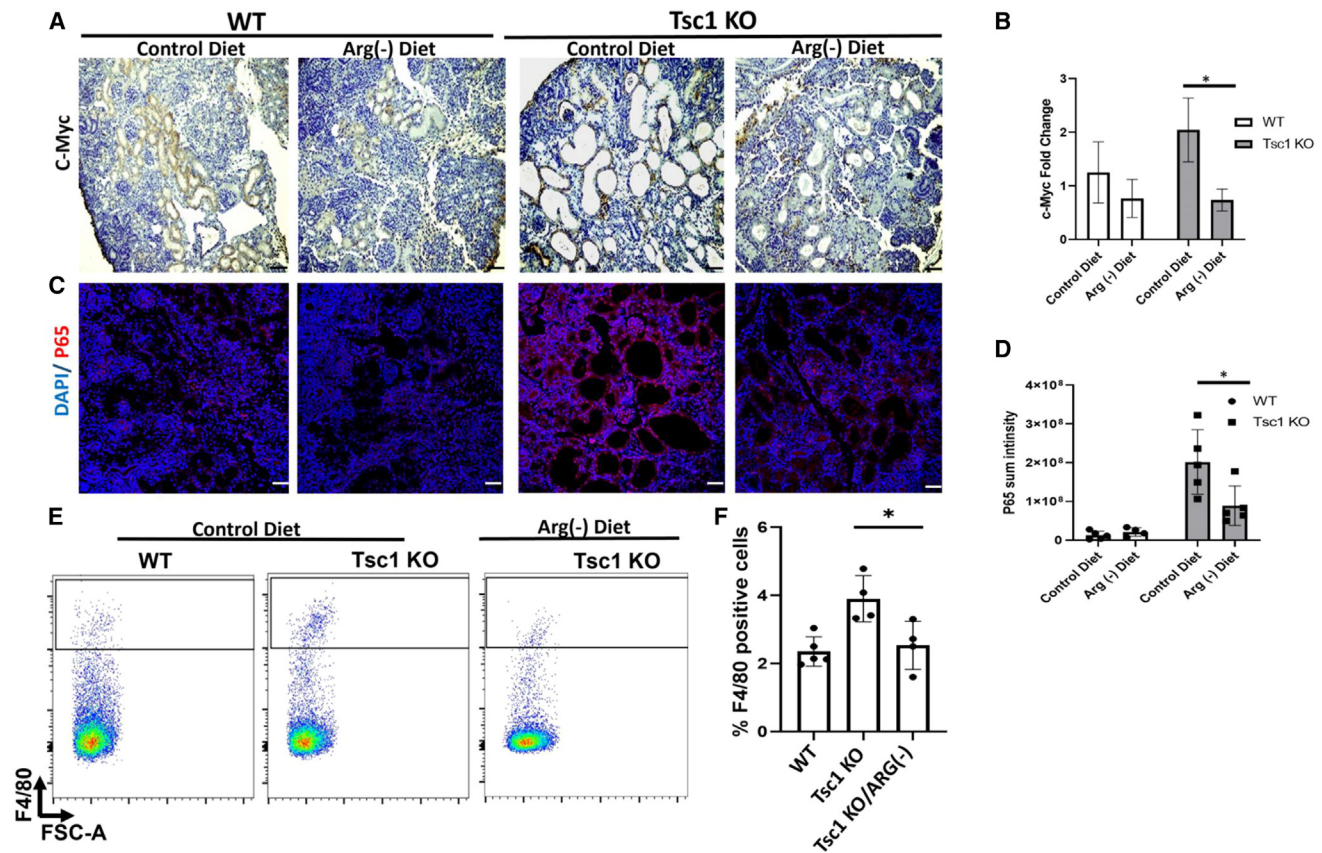 A
WT
Tsc1 KO
Control Diet
Arg(-) Diet
Control Diet
Arg(-) Diet
C-Myc
B
c-Myc Fold Change
3
2
1
0
*
WT
Tsc1 KO
Control Diet
Arg (-) Diet
Control Diet
Arg (-) Diet
C
DAPI/ P65
D
P65 sum intinsity
4×10⁸
3×10⁸
2×10⁸
1×10⁸
0
*
WT
Tsc1 KO
Control Diet
Arg (-) Diet
Control Diet
Arg (-) Diet
E
Control Diet
Arg(-) Diet
WT
Tsc1 KO
Tsc1 KO
F4/80
FSC-A
F
% F4/80 positive cells
6
4
2
0
*
WT
Tsc1 KO
Tsc1 KO/ARG(-)